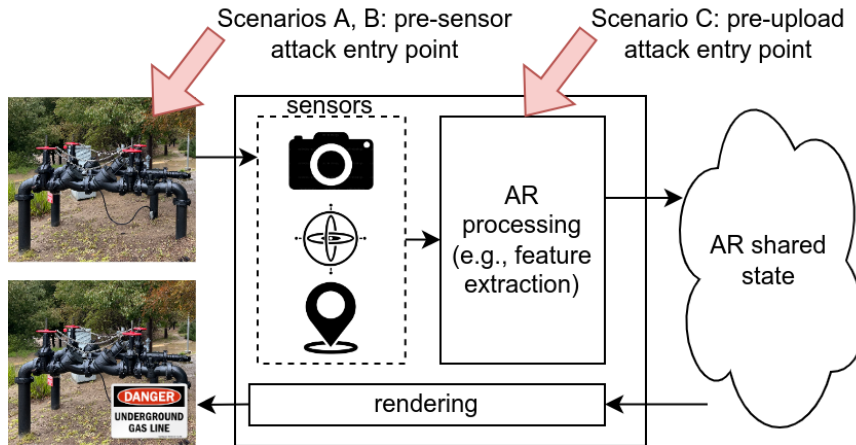 Scenarios A, B: pre-sensor
attack entry point
Scenario C: pre-upload
attack entry point
sensors
AR
processing
(e.g., feature
extraction)
AR shared
state
DANGER
UNDERGROUND
GAS LINE
rendering